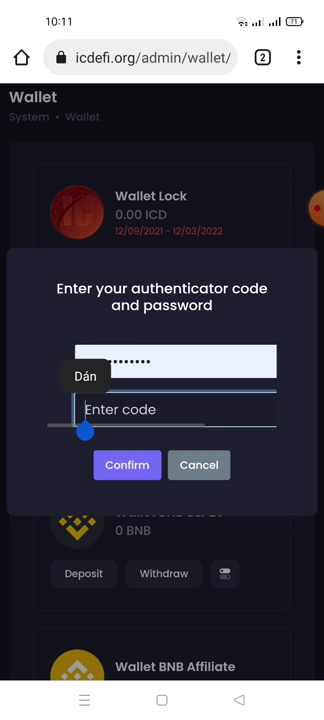 10:11
71
icdefi.org/admin/wallet/
2
Wallet
System • Wallet
Wallet Lock
0.00 ICD
12/09/2021 - 12/03/2022
Enter your authenticator code
and password
Dán
Enter code
Confirm
Cancel
0 BNB
Deposit
Withdraw
Wallet BNB Affiliate